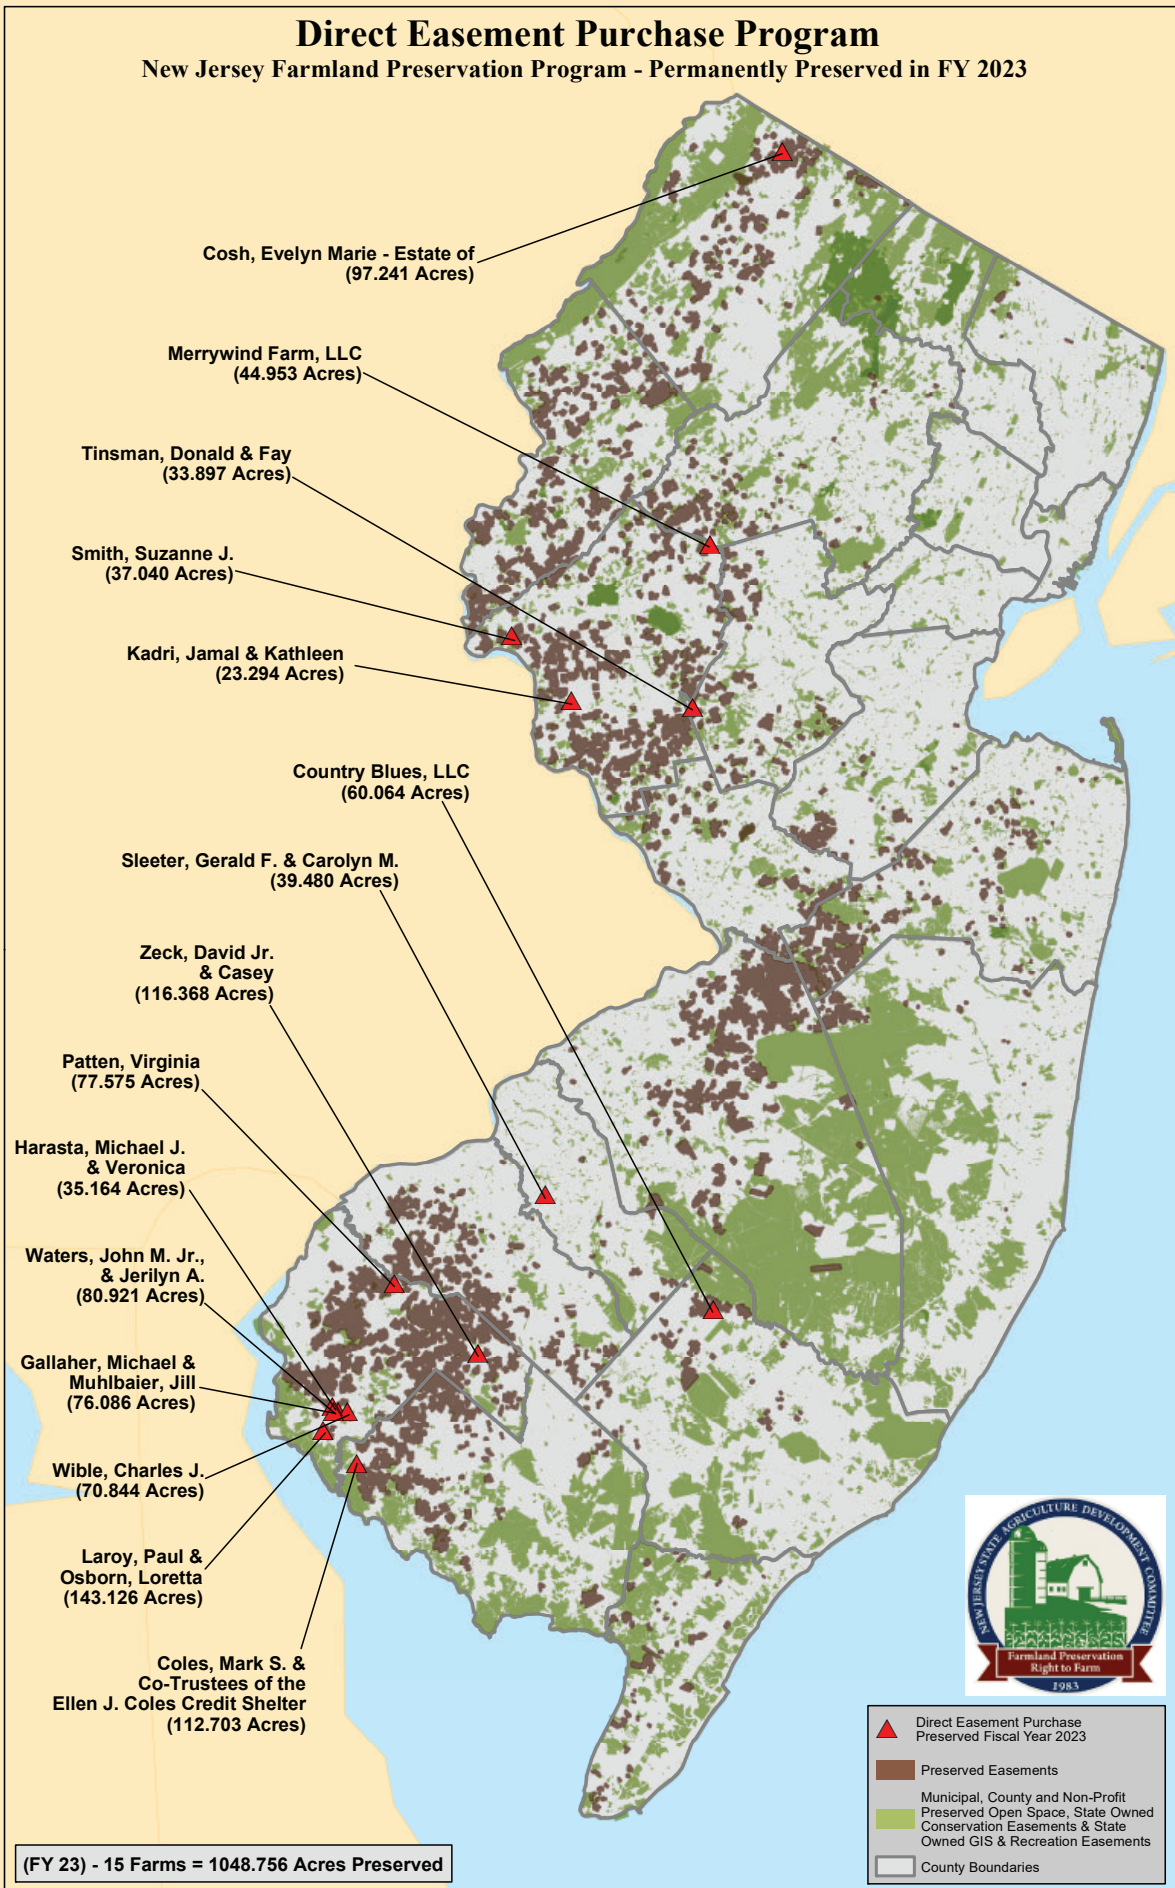 Direct Easement Purchase Program
New Jersey Farmland Preservation Program - Permanently Preserved in FY 2023
Cosh, Evelyn Marie - Estate of
(97.241 Acres)
Merrywind Farm, LLC
(44.953 Acres)
Tinsman, Donald & Fay
(33.897 Acres)
Smith, Suzanne J.
(37.040 Acres)
Kadri, Jamal & Kathleen
(23.294 Acres)
Country Blues, LLC
(60.064 Acres)
Sleeter, Gerald F. & Carolyn M.
(39.480 Acres)
Zeck, David Jr.
& Casey
(116.368 Acres)
Patten, Virginia
(77.575 Acres)
Harasta, Michael J.
& Veronica
(35.164 Acres)
Waters, John M. Jr.,
& Jerilyn A.
(80.921 Acres)
Gallaher, Michael &
Muhlbaier, Jill
(76.086 Acres)
Wible, Charles J.
(70.844 Acres)
Laroy, Paul &
Osborn, Loretta
(143.126 Acres)
Coles, Mark S. &
Co-Trustees of the
Ellen J. Coles Credit Shelter
(112.703 Acres)
NEW JERSEY STATE AGRICULTURE DEVELOPMENT COMMITTEE
Farmland Preservation
Right to Farm
1983
Direct Easement Purchase
Preserved Fiscal Year 2023
Preserved Easements
Municipal, County and Non-Profit
Preserved Open Space, State Owned
Conservation Easements & State
Owned GIS & Recreation Easements
County Boundaries
(FY 23) - 15 Farms = 1048.756 Acres Preserved